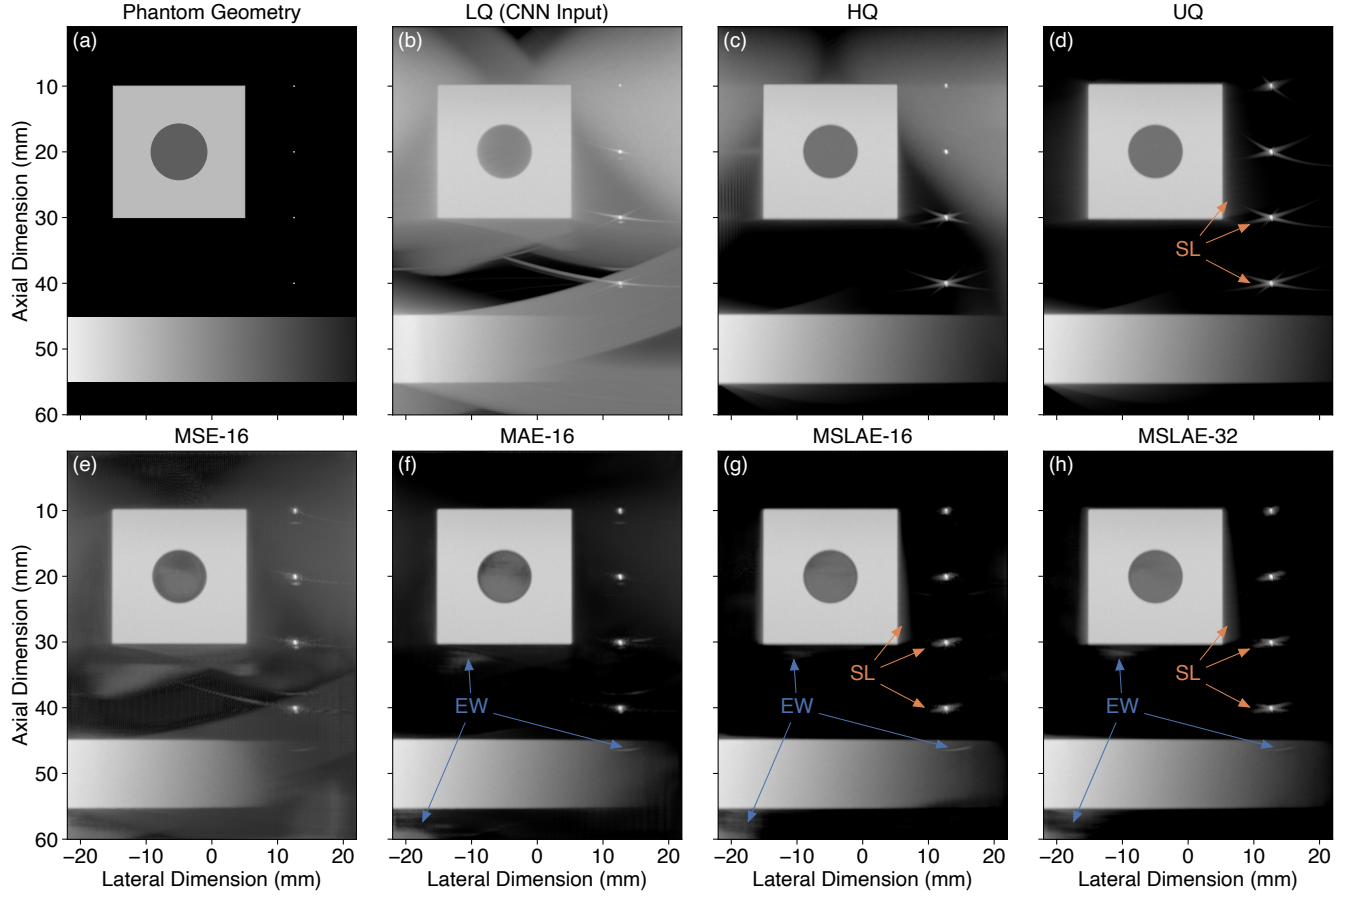 Phantom Geometry
LQ (CNN Input)
HQ
UQ
(a)
(b)
(c)
(d)
Axial Dimension (mm)
10
20
30
40
50
60
SL
MSE-16
MAE-16
MSLAE-16
MSLAE-32
(e)
(f)
(g)
(h)
Axial Dimension (mm)
10
20
30
40
50
60
EW
SL
EW
SL
EW
−20
−10
0
10
20
−20
−10
0
10
20
−20
−10
0
10
20
−20
−10
0
10
20
Lateral Dimension (mm)
Lateral Dimension (mm)
Lateral Dimension (mm)
Lateral Dimension (mm)